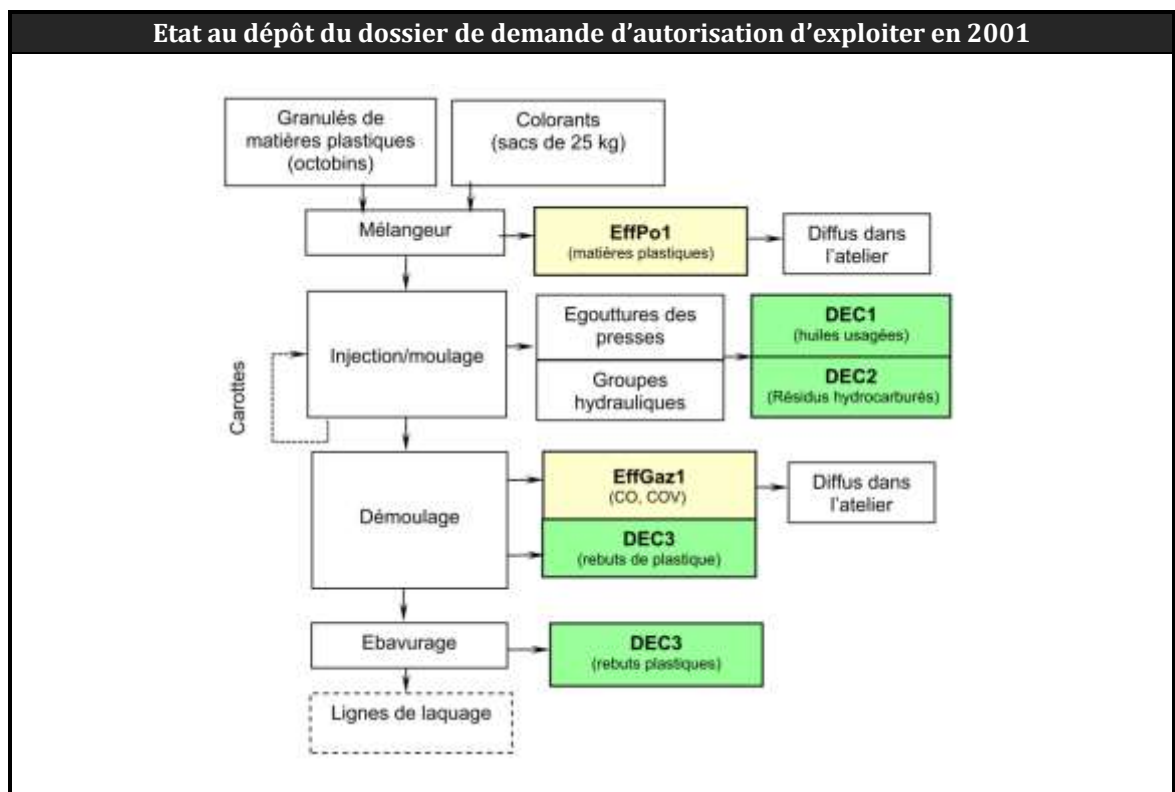 Etat au dépôt du dossier de demande d'autorisation d'exploiter en 2001
Granulés de
matières plastiques
(octobins)
Colorants
(sacs de 25 kg)
Mélangeur
EffPo1
(matières plastiques)
Diffus dans
l'atelier
Carottes
Injection/moulage
Egouttures des
presses
Groupes
hydrauliques
DEC1
(huiles usagées)
DEC2
(Résidus hydrocarburés)
Démoulage
EffGaz1
(CO, COV)
Diffus dans
l'atelier
DEC3
(rebuts de plastique)
Ebavurage
DEC3
(rebuts plastiques)
Lignes de laquage